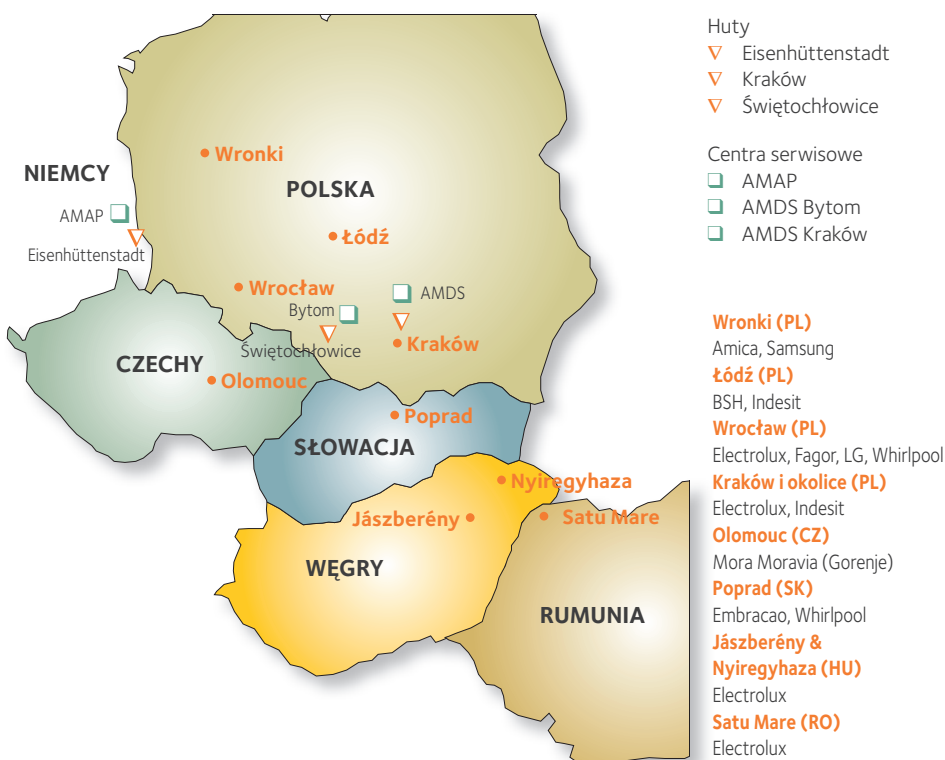 NIEMCY
AMAP
Eisenhüttenstadt
Wronki
POLSKA
Łódź
Wrocław
Bytom
AMDS
Świętochłowice
Kraków
CZECHY
Olomouc
Poprad
SŁOWACJA
Nyiregyhaza
Jászberény
Satu Mare
WĘGRY
RUMUNIA
Huty
Eisenhüttenstadt
Kraków
Świętochłowice
Centra serwisowe
AMAP
AMDS Bytom
AMDS Kraków
Wronki (PL)
Amica, Samsung
Łódź (PL)
BSH, Indesit
Wrocław (PL)
Electrolux, Fagor, LG, Whirlpool
Kraków i okolice (PL)
Electrolux, Indesit
Olomouc (CZ)
Mora Moravia (Gorenje)
Poprad (SK)
Embracao, Whirlpool
Jászberény &
Nyiregyhaza (HU)
Electrolux
Satu Mare (RO)
Electrolux